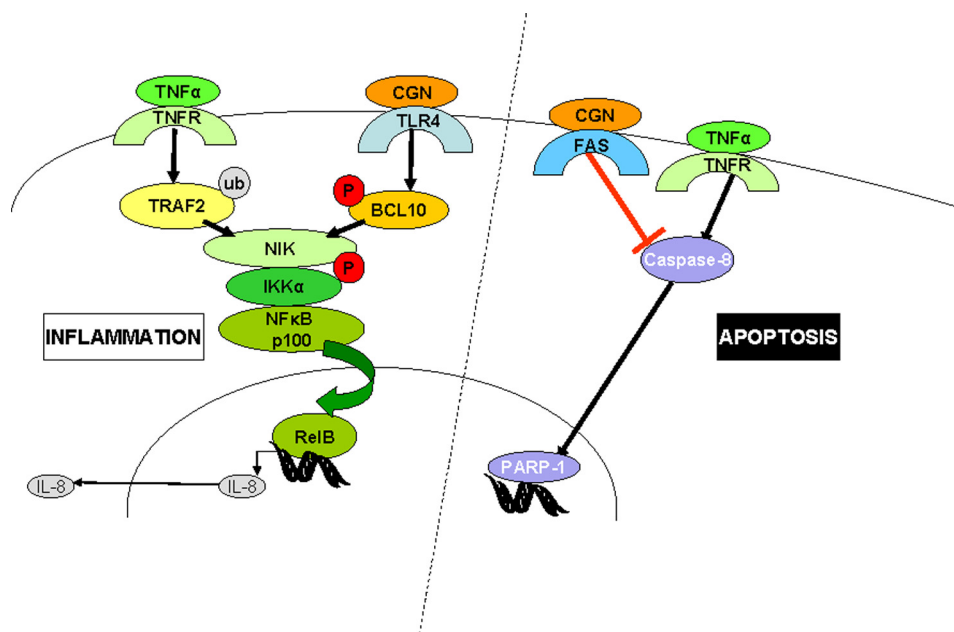 TNFα
TNFR
CGN
TLR4
CGN
FAS
TNFα
TNFR
ub
TRAF2
P
BCL10
NIK
P
IKKα
Caspase-8
NFκB
p100
INFLAMMATION
APOPTOSIS
RelB
PARP-1
IL-8
IL-8